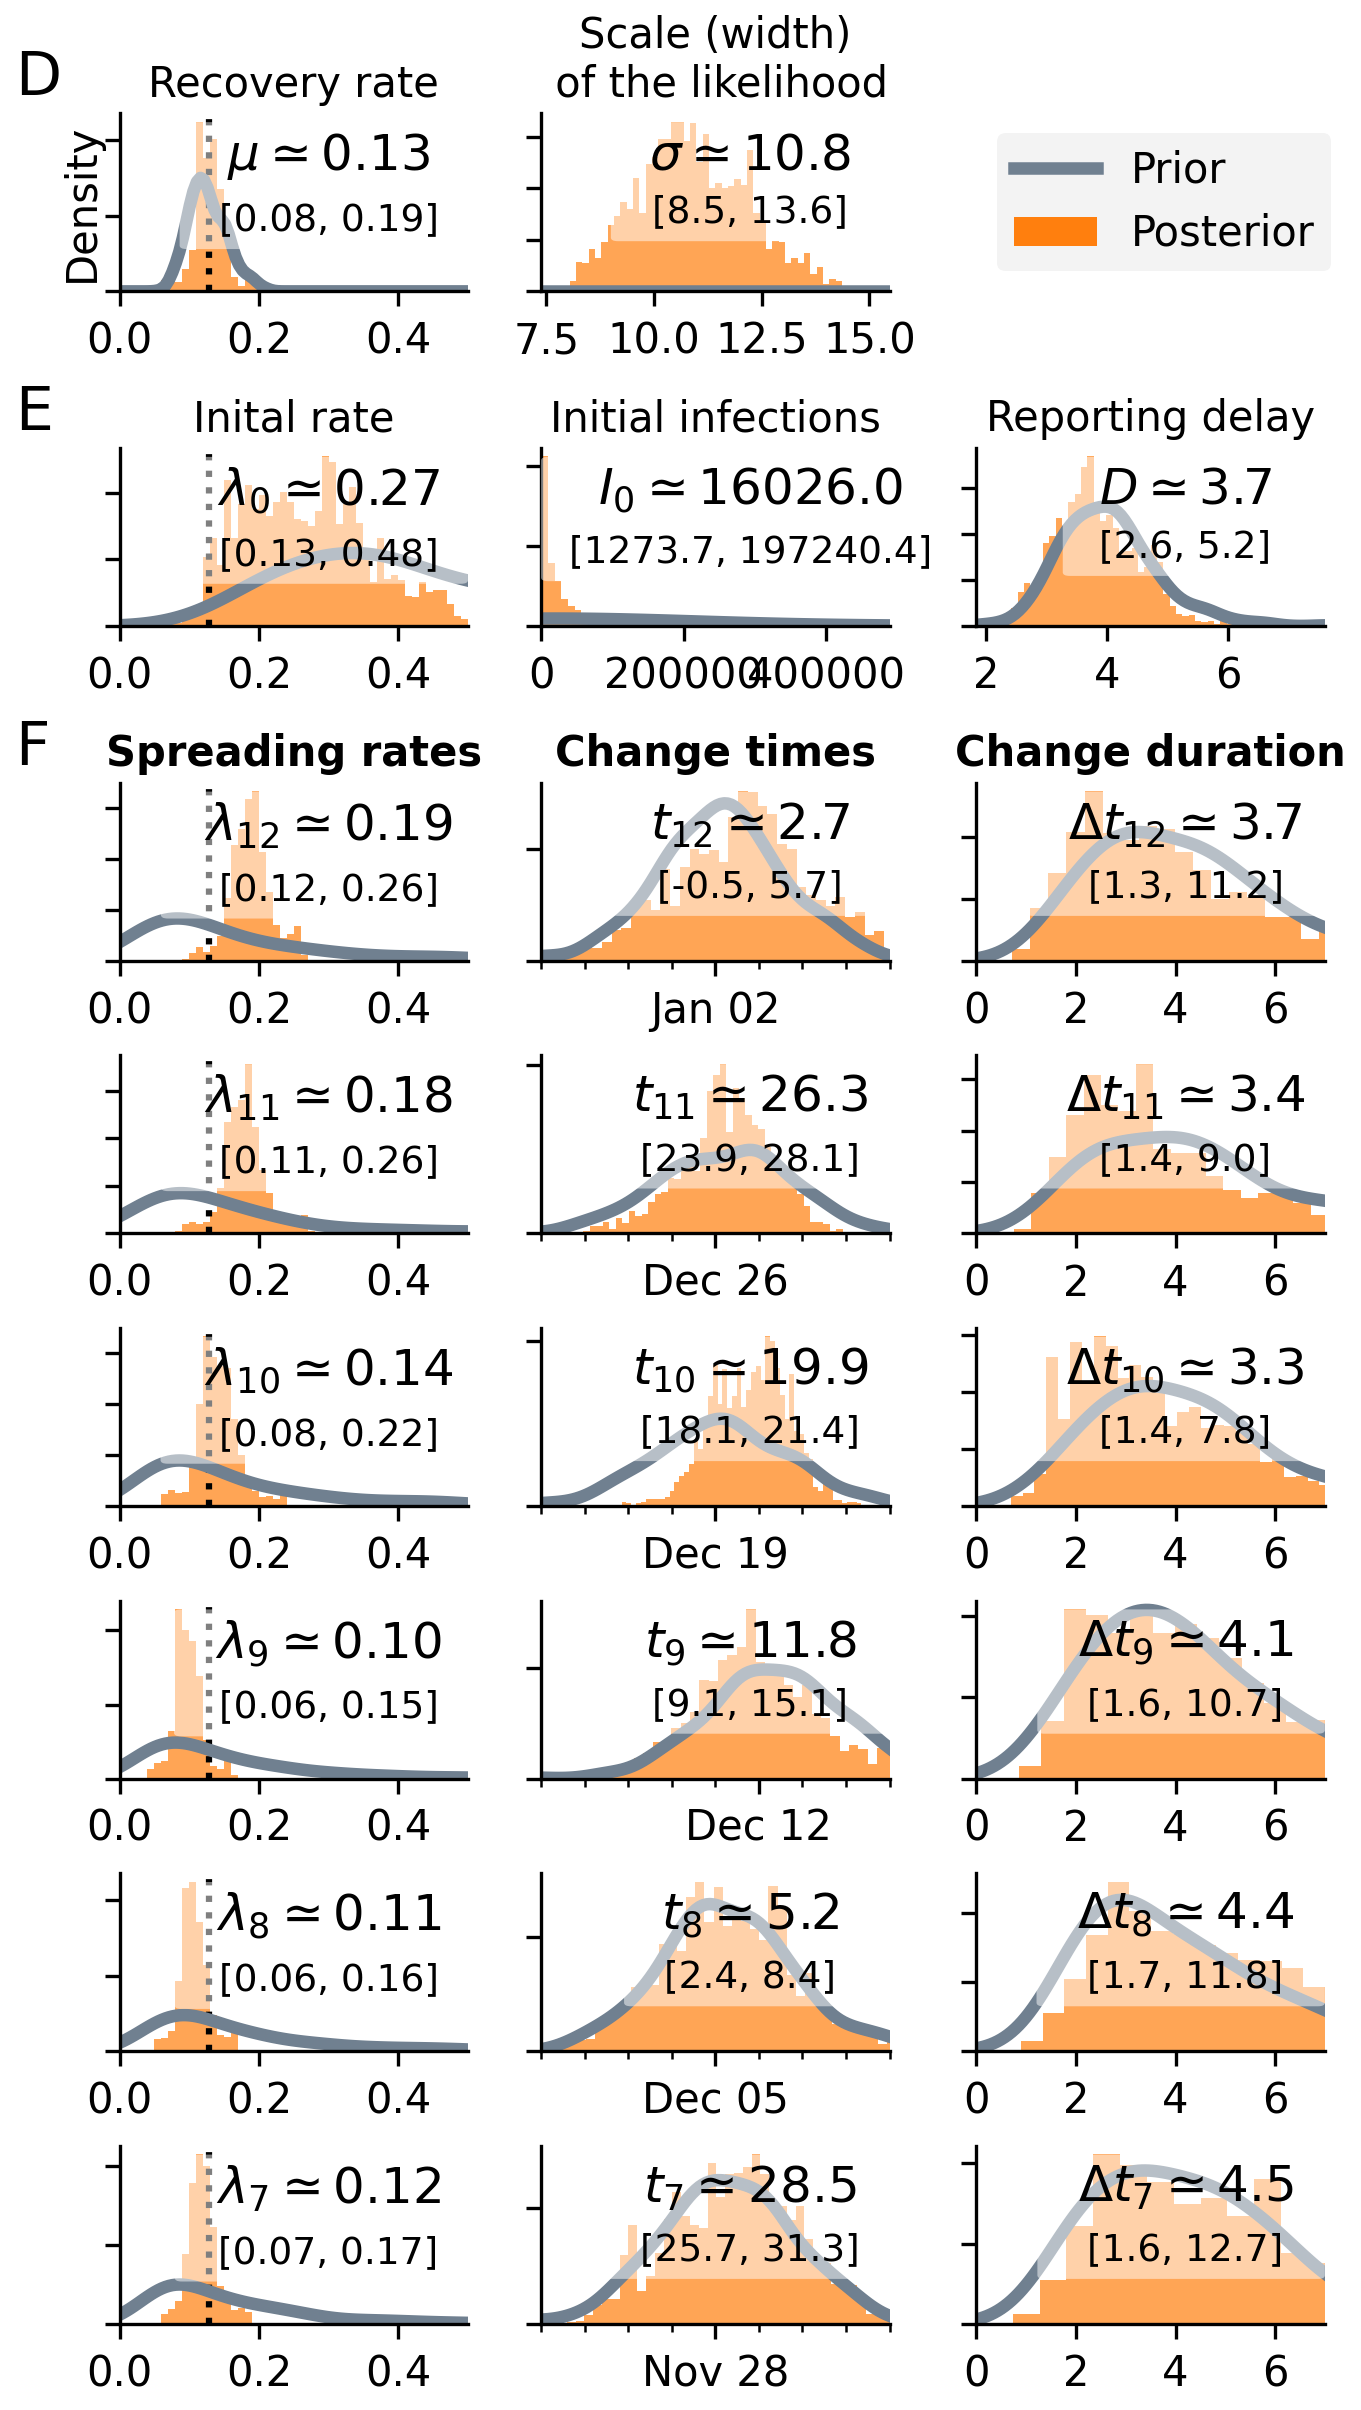 D
Recovery rate
Scale (width)
of the likelihood
Density
μ ≃ 0.13
[0.08, 0.19]
0.0 0.2 0.4
σ ≃ 10.8
[8.5, 13.6]
7.5 10.0 12.5 15.0
Prior
Posterior
E
Inital rate
λ0 ≃ 0.27
[0.13, 0.48]
0.0 0.2 0.4
Initial infections
I0 ≃ 16026.0
[1273.7, 197240.4]
0 200000 400000
Reporting delay
D ≃ 3.7
[2.6, 5.2]
2 4 6
F
Spreading rates
Change times
Change duration
λ12 ≃ 0.19
[0.12, 0.26]
0.0 0.2 0.4
t12 ≃ 2.7
[-0.5, 5.7]
Jan 02
Δt12 ≃ 3.7
[1.3, 11.2]
0 2 4 6
λ11 ≃ 0.18
[0.11, 0.26]
0.0 0.2 0.4
t11 ≃ 26.3
[23.9, 28.1]
Dec 26
Δt11 ≃ 3.4
[1.4, 9.0]
0 2 4 6
λ10 ≃ 0.14
[0.08, 0.22]
0.0 0.2 0.4
t10 ≃ 19.9
[18.1, 21.4]
Dec 19
Δt10 ≃ 3.3
[1.4, 7.8]
0 2 4 6
λ9 ≃ 0.10
[0.06, 0.15]
0.0 0.2 0.4
t9 ≃ 11.8
[9.1, 15.1]
Dec 12
Δt9 ≃ 4.1
[1.6, 10.7]
0 2 4 6
λ8 ≃ 0.11
[0.06, 0.16]
0.0 0.2 0.4
t8 ≃ 5.2
[2.4, 8.4]
Dec 05
Δt8 ≃ 4.4
[1.7, 11.8]
0 2 4 6
λ7 ≃ 0.12
[0.07, 0.17]
0.0 0.2 0.4
t7 ≃ 28.5
[25.7, 31.3]
Nov 28
Δt7 ≃ 4.5
[1.6, 12.7]
0 2 4 6